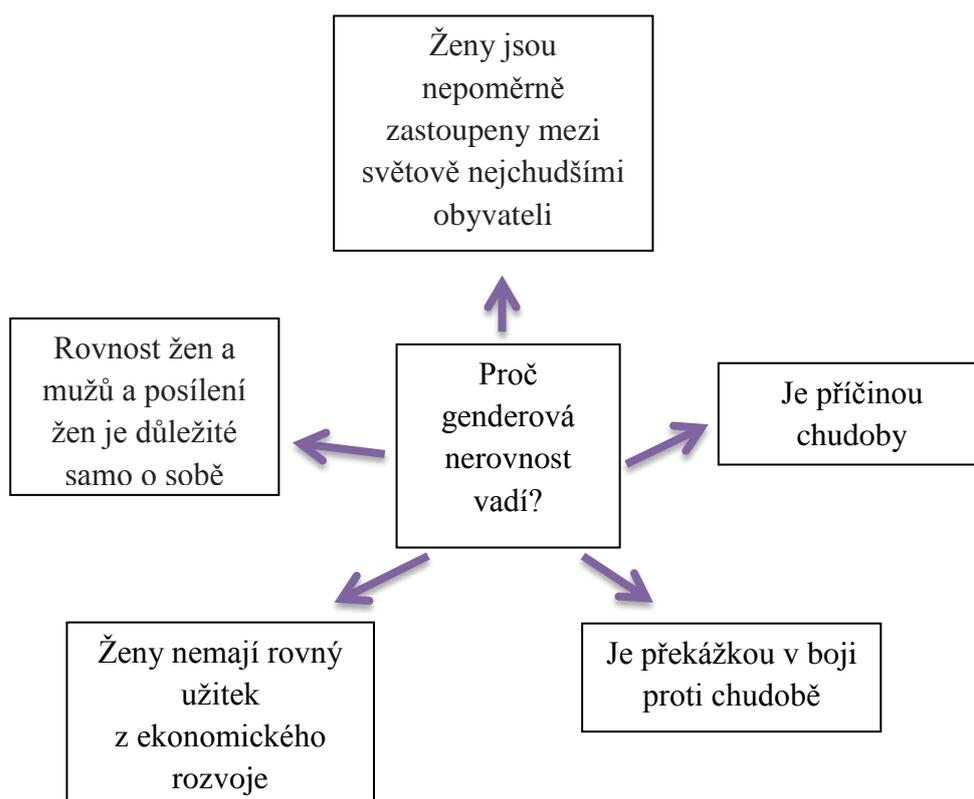 Ženy jsou
nepoměrně
zastoupeny mezi
světově nejchudšími
obyvateli
Rovnost žen a
mužů a posílení
žen je důležité
samo o sobě
Proč
genderová
nerovnost
vadí?
Je příčinou
chudoby
Ženy nemají rovný
užitek
z ekonomického
rozvoje
Je překážkou v boji
proti chudobě